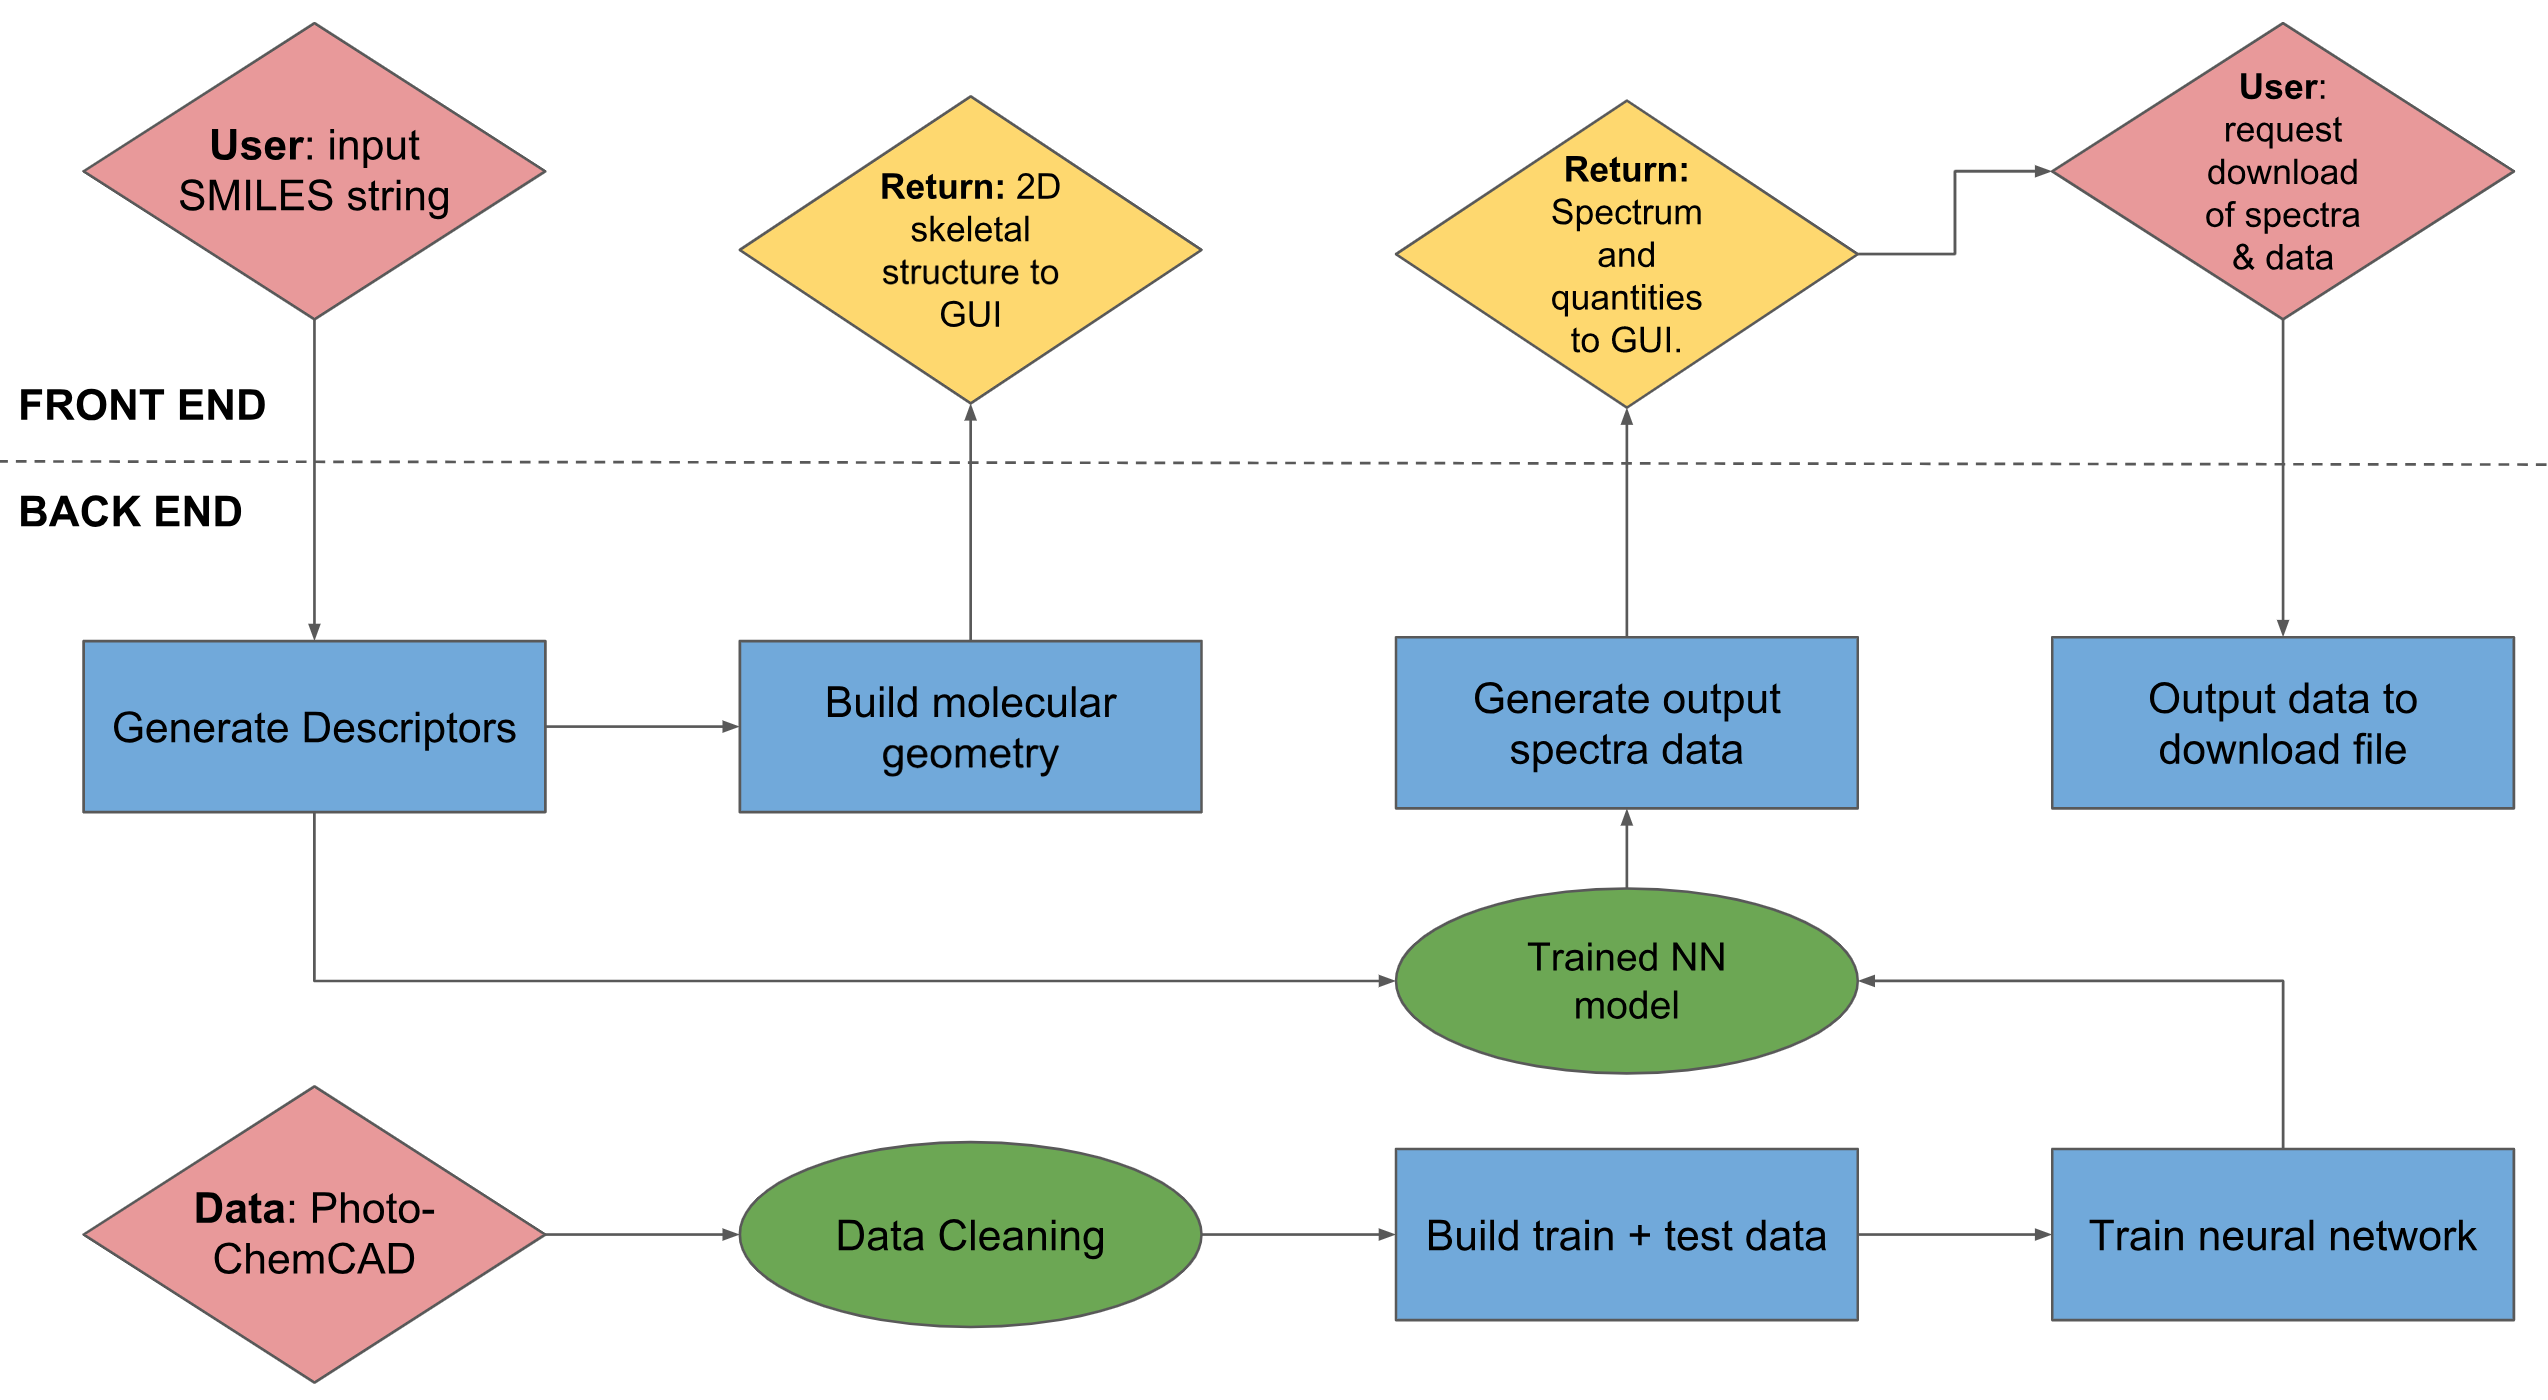 User: input
SMILES string
Return: 2D
skeletal
structure to
GUI
Return:
Spectrum
and
quantities
to GUI.
User:
request
download
of spectra
& data
FRONT END
BACK END
Generate Descriptors
Build molecular
geometry
Generate output
spectra data
Output data to
download file
Trained NN
model
Data: Photo-
ChemCAD
Data Cleaning
Build train + test data
Train neural network